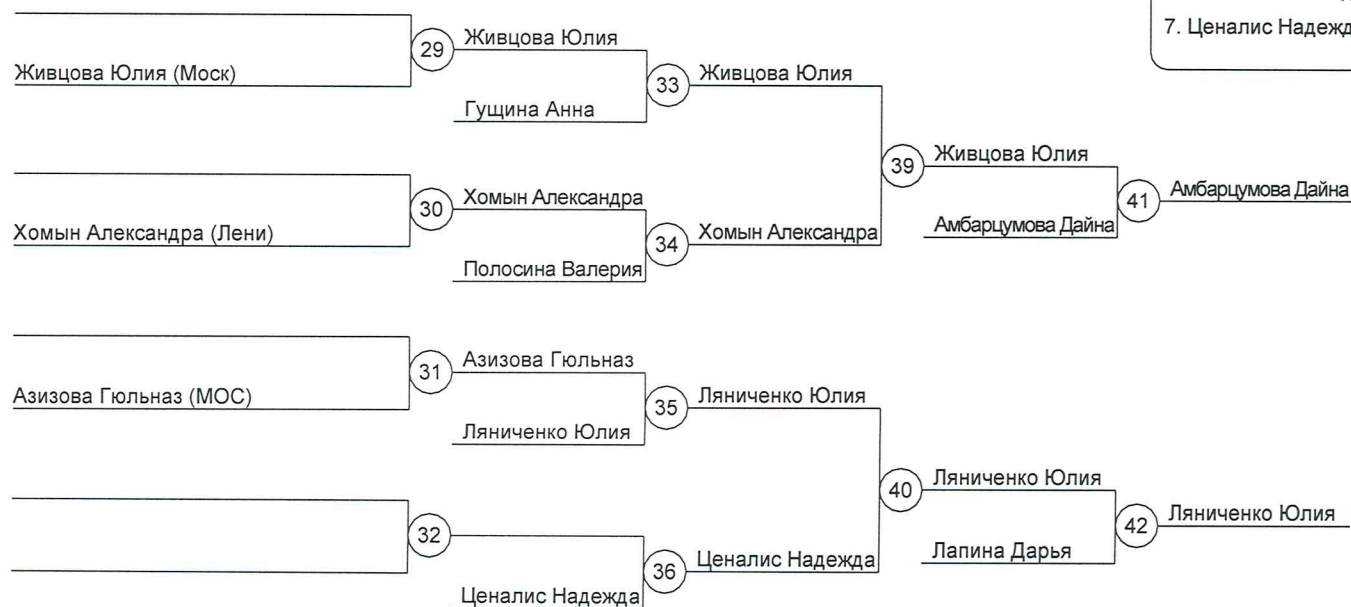 7. Ценалис Надежд
29
Живцова Юлия
Живцова Юлия (Моск)
33
Живцова Юлия
Гущина Анна
39
Живцова Юлия
30
Хомын Александра
41
Амбарцумова Дайна
Хомын Александра (Лени)
34
Хомын Александра
Амбарцумова Дайна
Полосина Валерия
31
Азизова Гюльназ
Азизова Гюльназ (МОС)
35
Ляниченко Юлия
Ляниченко Юлия
40
Ляниченко Юлия
32
42
Ляниченко Юлия
36
Ценалис Надежда
Лапина Дарья
Ценалис Надежда